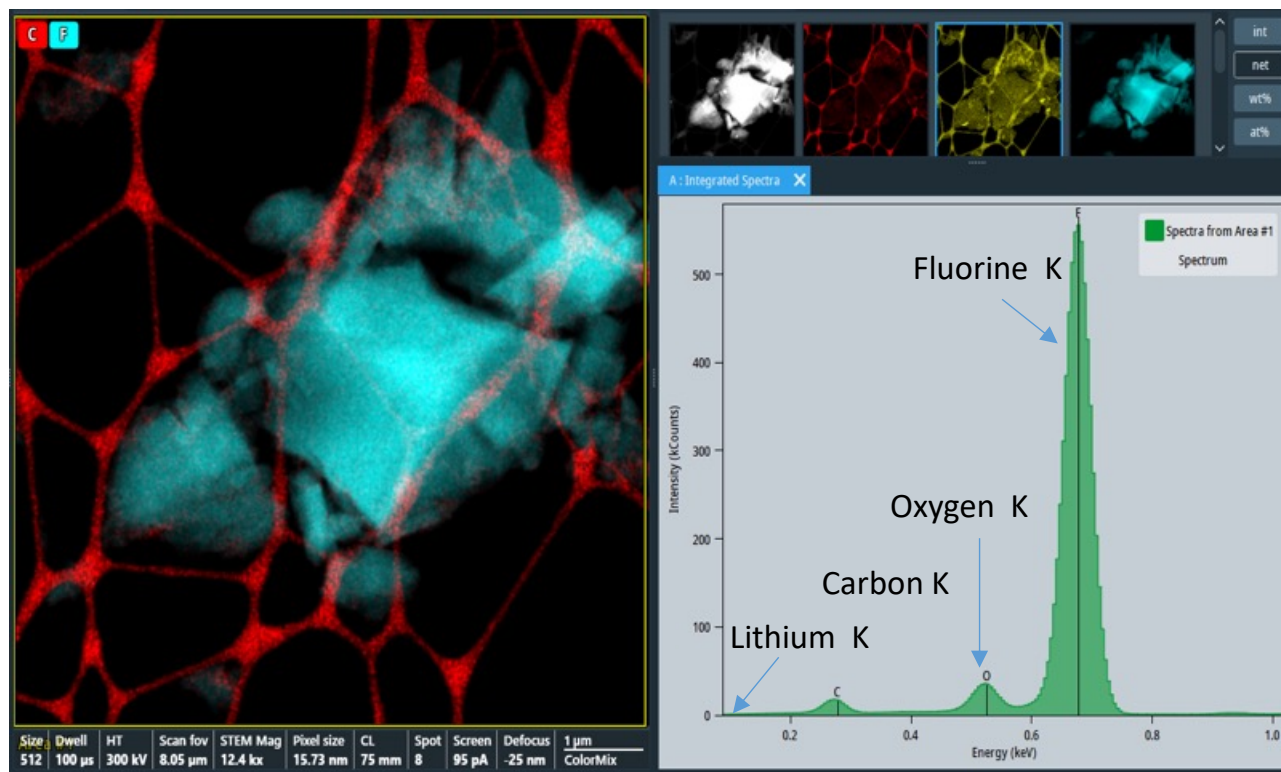 C F
int
net
wt%
at%
A : Integrated Spectra X
Spectra from Area #1
Spectrum
F
Fluorine K
Oxygen K
Carbon K
Lithium K
C
O
500
400
300
200
100
0
Intensity (kCounts)
0.2 0.4 0.6 0.8 1.0
Energy (keV)
Size Dwell HT Scan fov STEM Mag Pixel size CL Spot Screen Defocus 1 µm
512 100 µs 300 kV 8.05 µm 12.4 kx 15.73 nm 75 mm 8 95 pA -25 nm ColorMix